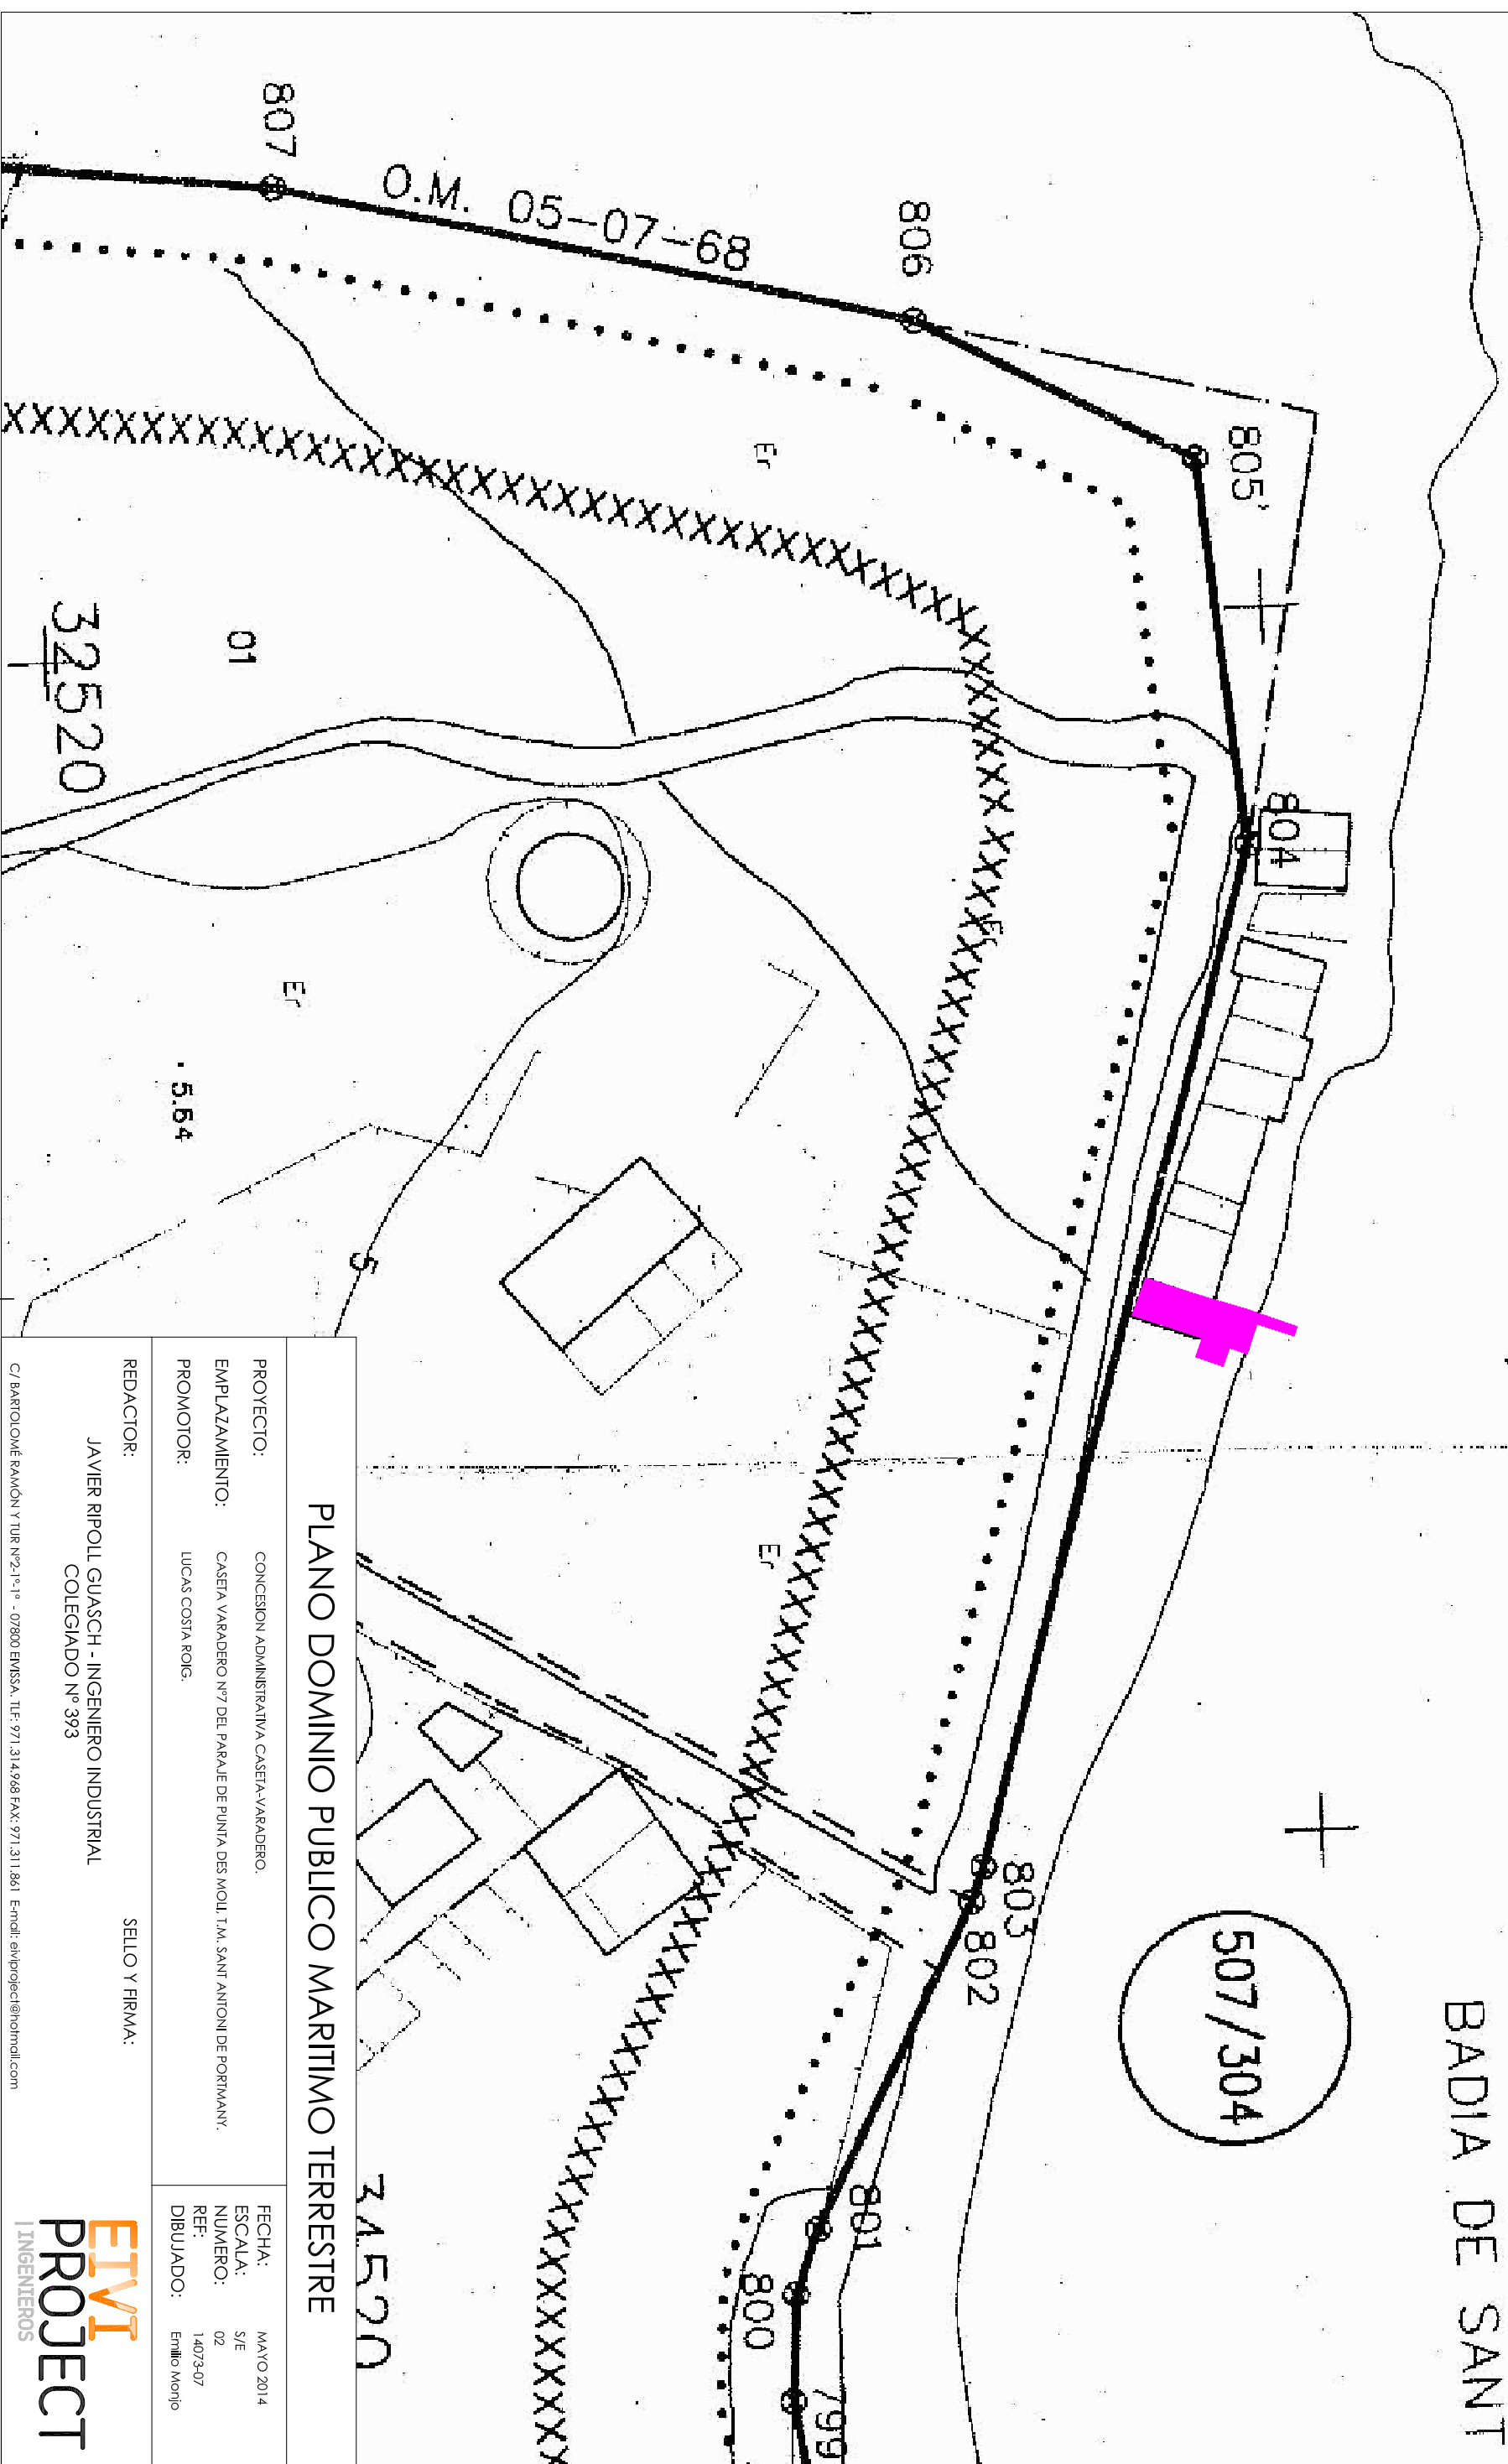 BADIA DE SANT
507/304
807
O.M. 05-07-68
806
805'
804
803
802
801
800
799
Er
Er
Er
Er
01
32520
5.64
5
34520
PLANO DOMINIO PUBLICO MARITIMO TERRESTRE
PROYECTO: CONCESION ADMINISTRATIVA CASETA-VARADERO.
EMPLAZAMIENTO: CASETA VARADERO Nº7 DEL PARAJE DE PUNTA DES MOLI, T.M. SANT ANTONI DE PORTMANY.
PROMOTOR: LUCAS COSTA ROIG.
FECHA: MAYO 2014
ESCALA: S/E
NUMERO: 02
REF: 14073-07
DIBUJADO: Emilio Monjo
REDACTOR:
JAVIER RIPOLL GUASCH - INGENIERO INDUSTRIAL
COLEGIADO Nº 393
SELLO Y FIRMA:
C/ BARTOLOMÉ RAMÓN Y TUR Nº2-1º-1ª - 07800 EIVISSA. TLF: 971.314.968 FAX: 971.311.861 E-mail: eiviproject@hotmail.com
EIVI
PROJECT
| INGENIEROS